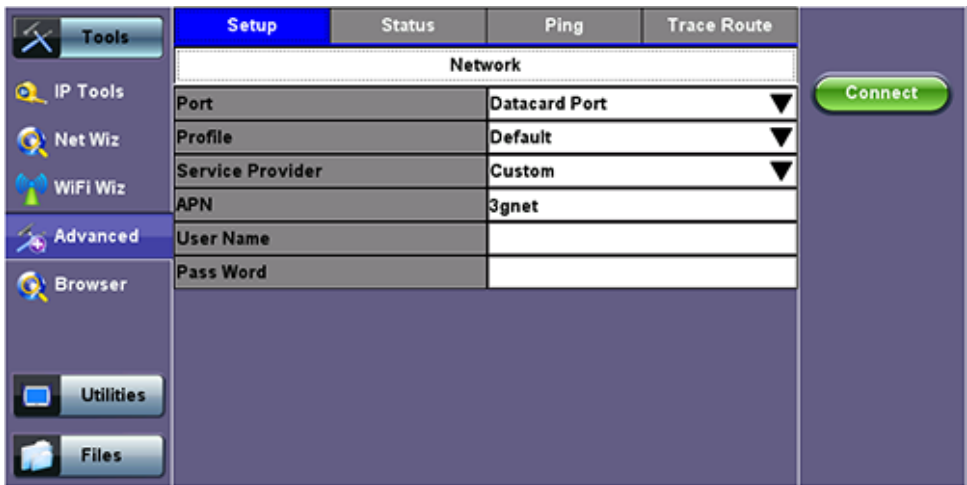 Tools
IP Tools
Net Wiz
WiFi Wiz
Advanced
Browser
Utilities
Files
Setup Status Ping Trace Route
Network
Port Datacard Port
Profile Default
Service Provider Custom
APN 3gnet
User Name
Pass Word
Connect